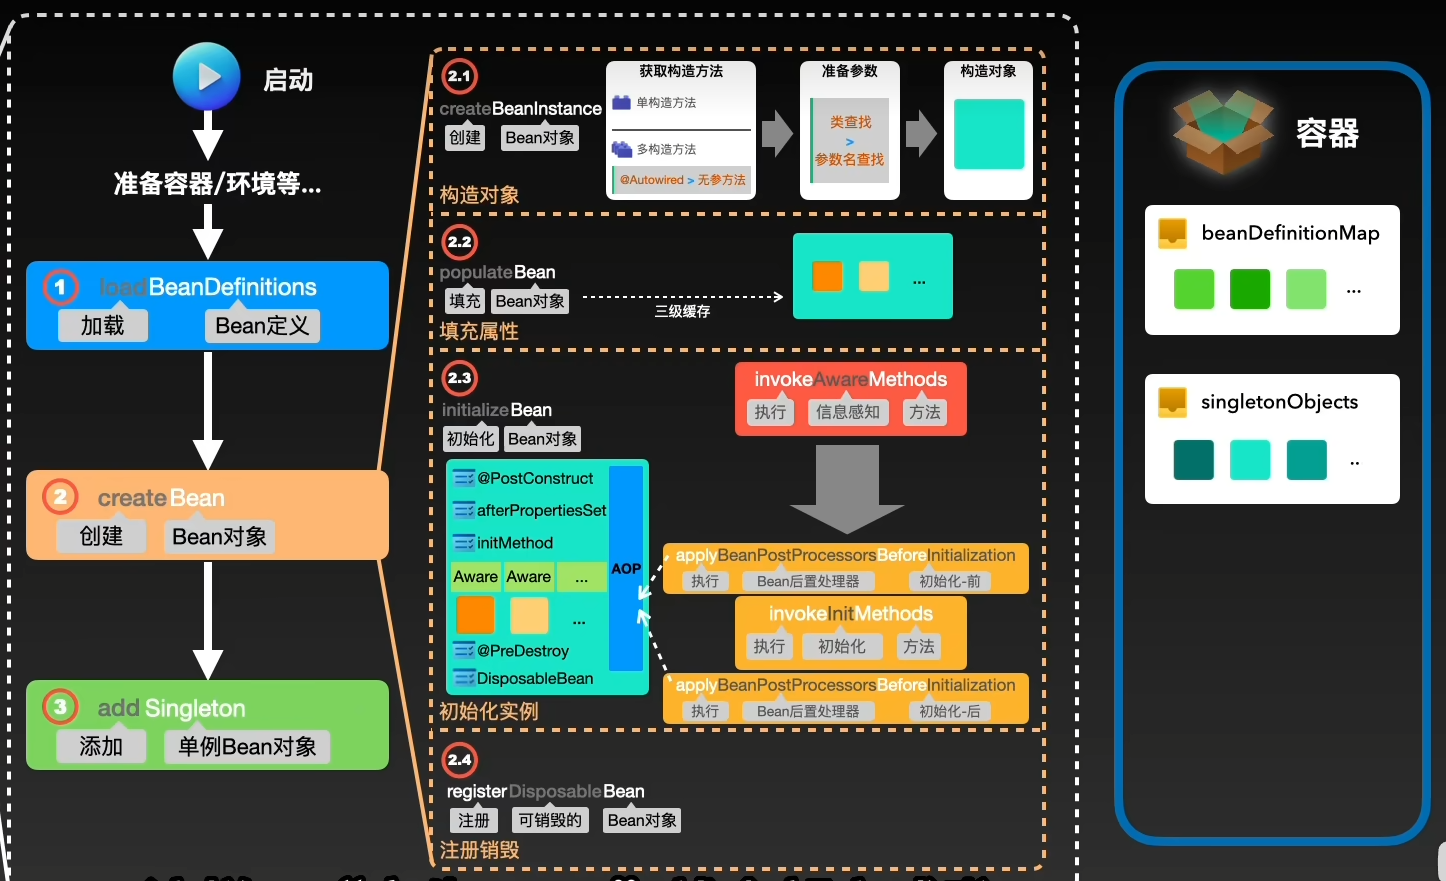 启动
准备容器/环境等...
1
loadBeanDefinitions
加载
Bean定义
2
createBean
创建
Bean对象
3
addSingleton
添加
单例Bean对象
2.1
createBeanInstance
创建
Bean对象
构造对象
获取构造方法
单构造方法
多构造方法
@Autowired > 无参方法
准备参数
类查找
>
参数名查找
构造对象
2.2
populateBean
填充
Bean对象
填充属性
三级缓存
...
2.3
initializeBean
初始化
Bean对象
@PostConstruct
afterPropertiesSet
initMethod
Aware
Aware
...
...
@PreDestroy
DisposableBean
AOP
初始化实例
invokeAwareMethods
执行
信息感知
方法
applyBeanPostProcessorsBeforeInitialization
执行
Bean后置处理器
初始化-前
invokeInitMethods
执行
初始化
方法
applyBeanPostProcessorsBeforeInitialization
执行
Bean后置处理器
初始化-后
2.4
registerDisposableBean
注册
可销毁的
Bean对象
注册销毁
容器
beanDefinitionMap
...
singletonObjects
..